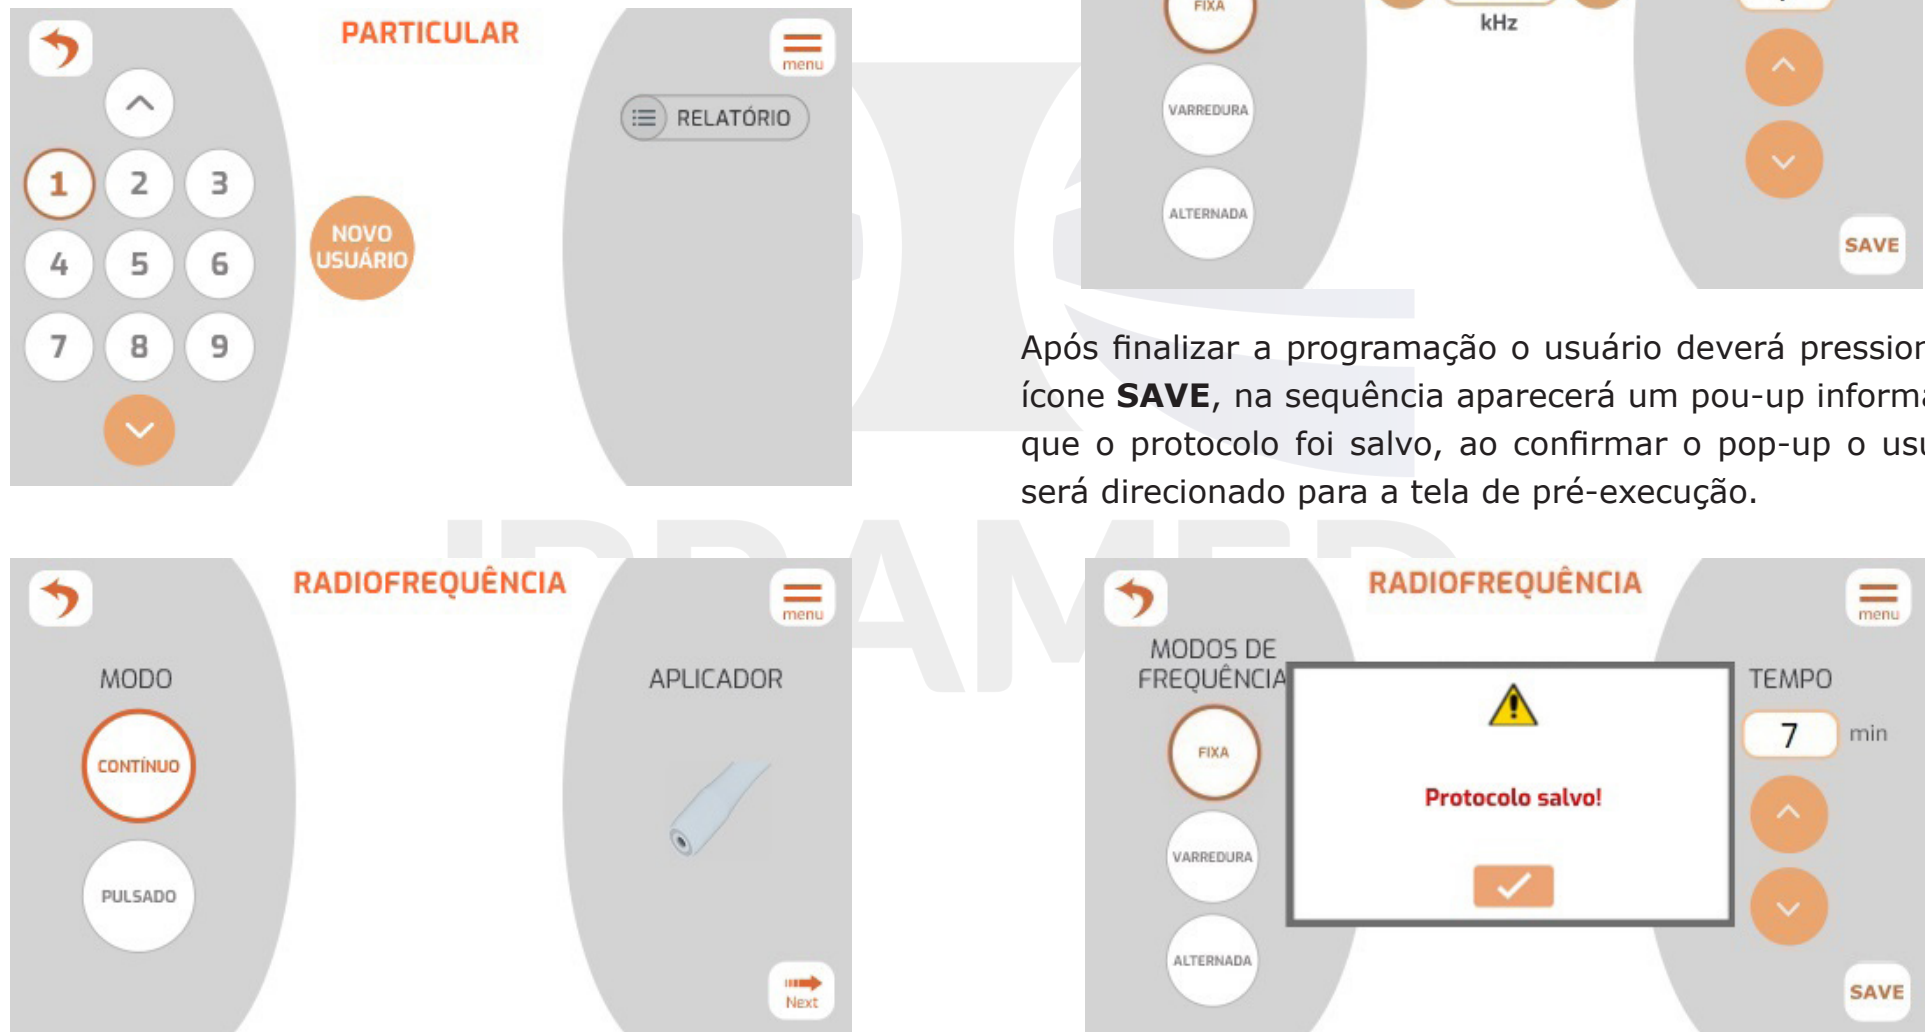 PARTICULAR
menu
RELATÓRIO
1
2
3
NOVO
USUÁRIO
4
5
6
7
8
9
RADIOFREQUÊNCIA
menu
MODO
APLICADOR
CONTÍNUO
PULSADO
Next
FIXA
kHz
VARREDURA
ALTERNADA
SAVE
Após finalizar a programação o usuário deverá pression
ícone SAVE, na sequência aparecerá um pou-up informa
que o protocolo foi salvo, ao confirmar o pop-up o usu
será direcionado para a tela de pré-execução.
RADIOFREQUÊNCIA
menu
MODOS DE
FREQUÊNCIA
TEMPO
7 min
FIXA
Protocolo salvo!
VARREDURA
ALTERNADA
SAVE
IBRAMED